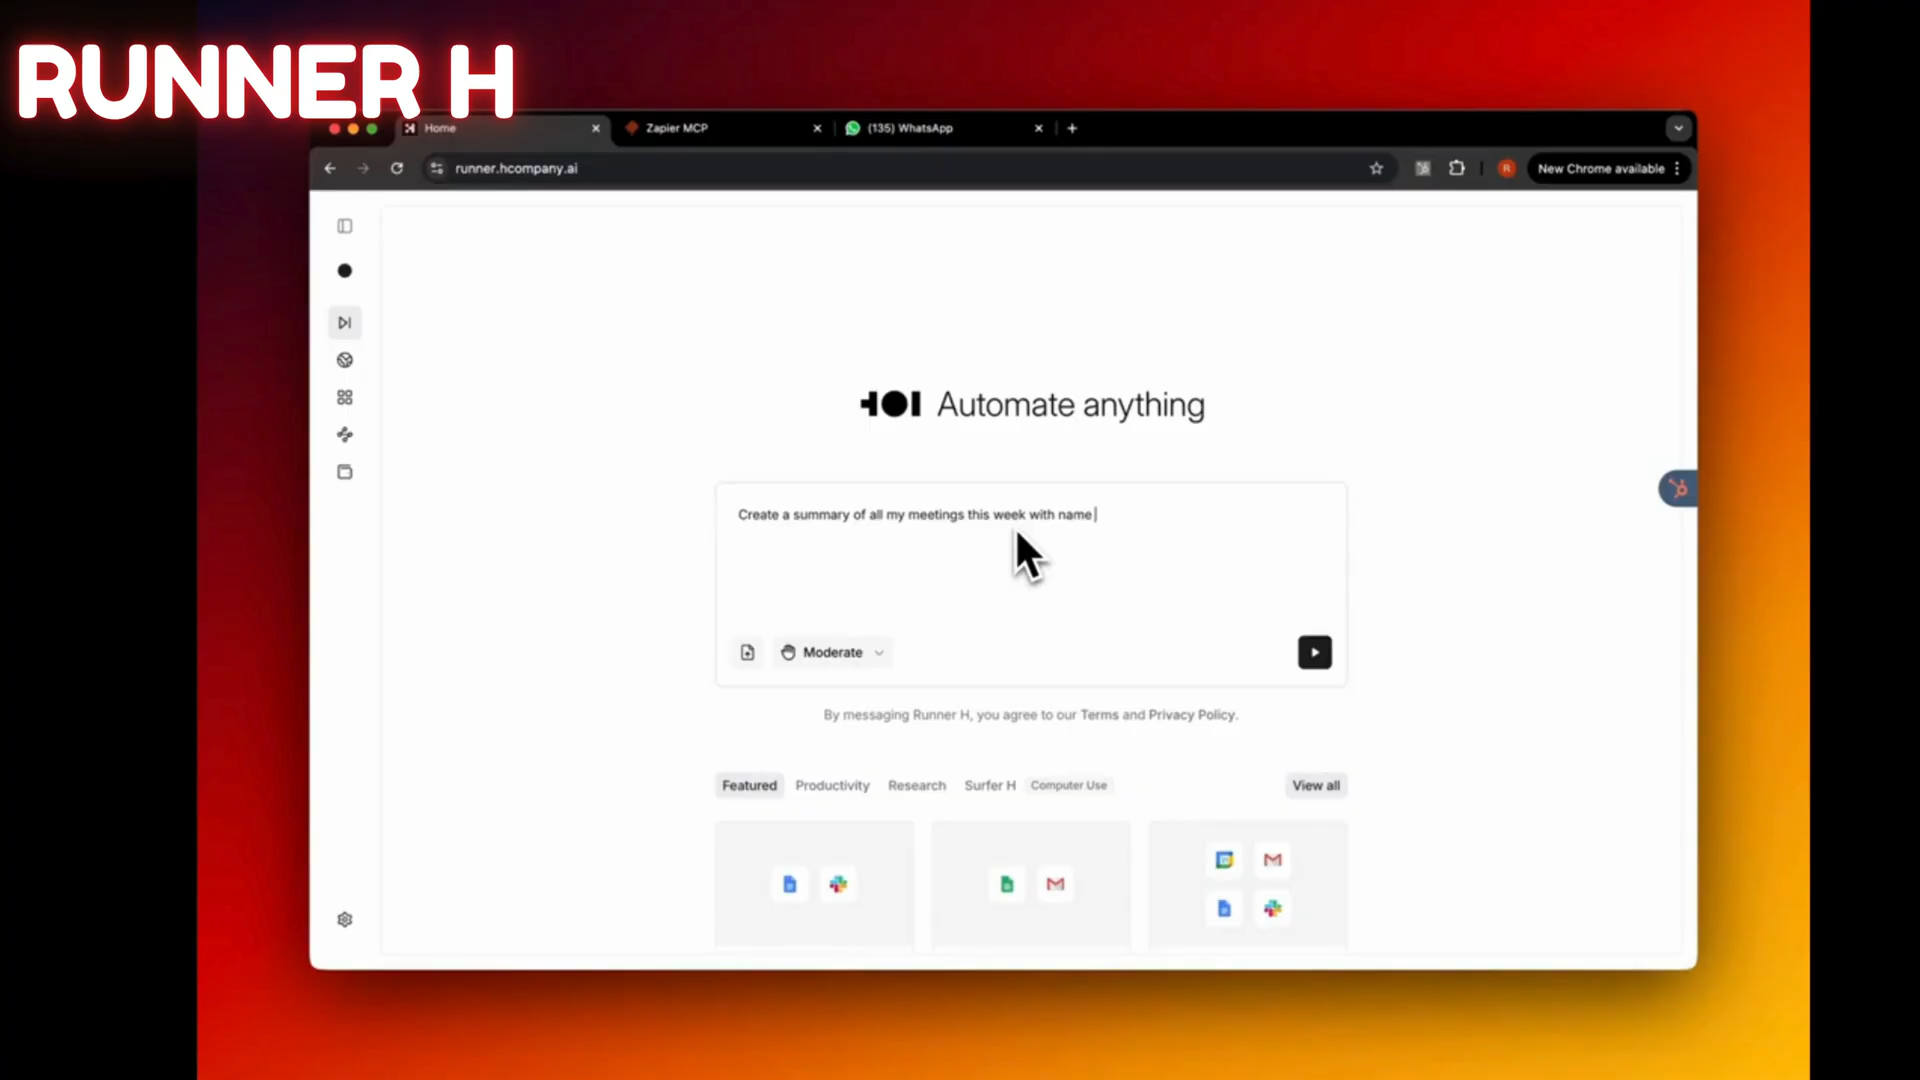 RUNNER H
Home
Zapier MCP
(135) WhatsApp
runner.hcompany.ai
R
New Chrome available
Automate anything
Create a summary of all my meetings this week with name
Moderate
By messaging Runner H, you agree to our Terms and Privacy Policy.
Featured Productivity Research Surfer H Computer Use View all